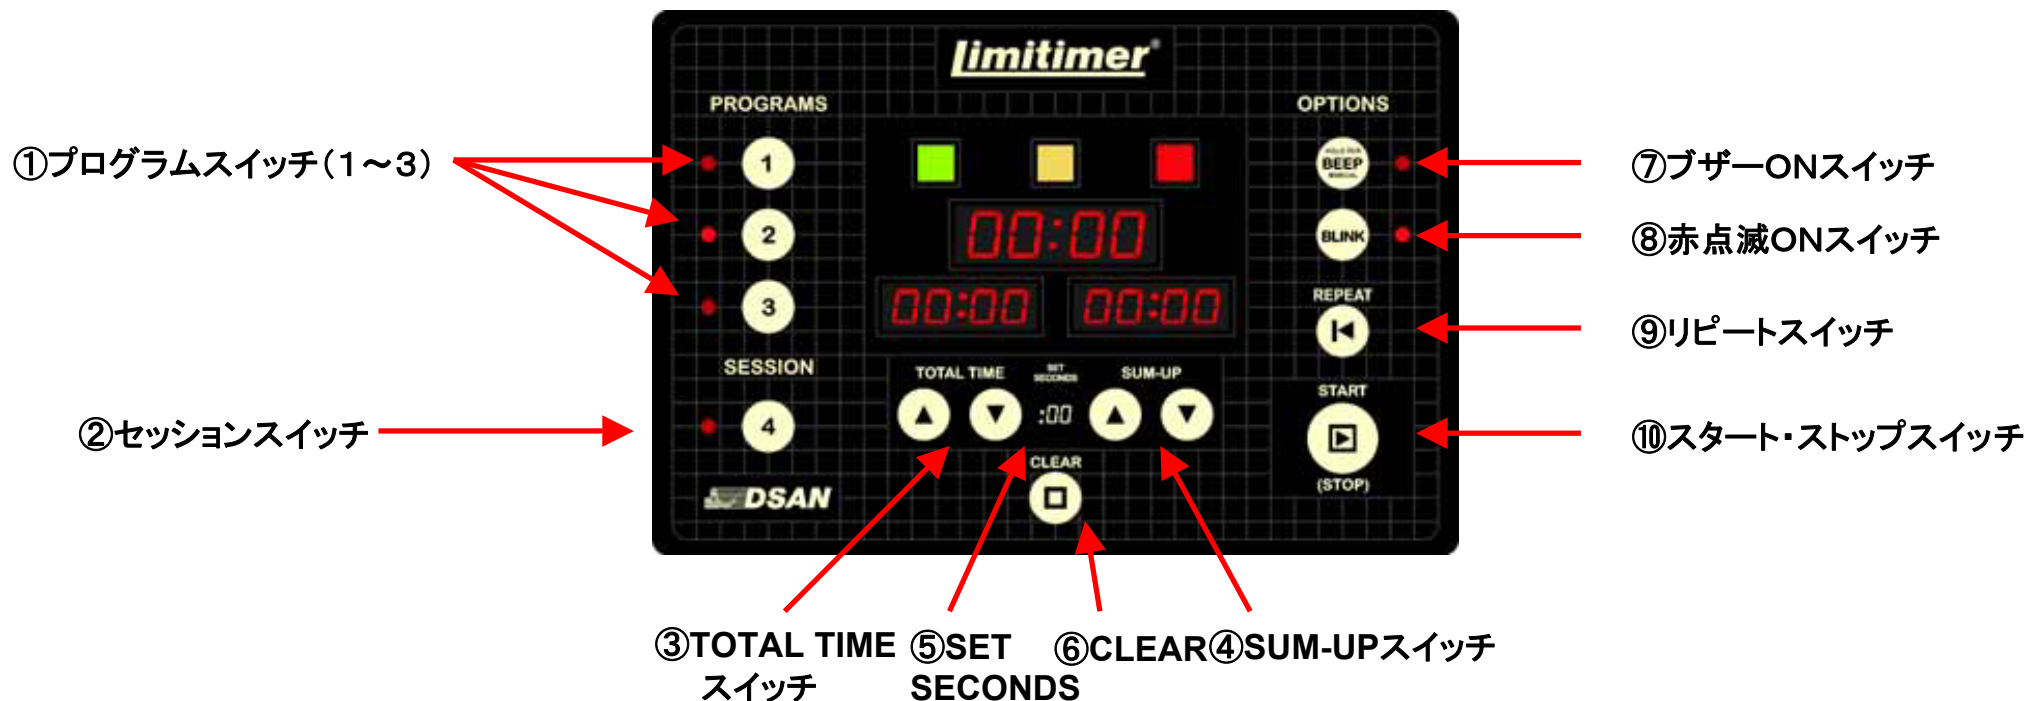 Limitimer®
PROGRAMS
OPTIONS
①プログラムスイッチ(１～３)
1
HOLD FOR
BEEP
MANUAL
⑦ブザーＯＮスイッチ
2
00:00
BLINK
⑧赤点滅ＯＮスイッチ
3
00:00
00:00
REPEAT
⑨リピートスイッチ
SESSION
TOTAL TIME
SET
SECONDS
SUM-UP
START
②セッションスイッチ
4
:00
⑩スタート・ストップスイッチ
CLEAR
(STOP)
DSAN
③TOTAL TIME
スイッチ
⑤SET
SECONDS
⑥CLEAR
④SUM-UPスイッチ